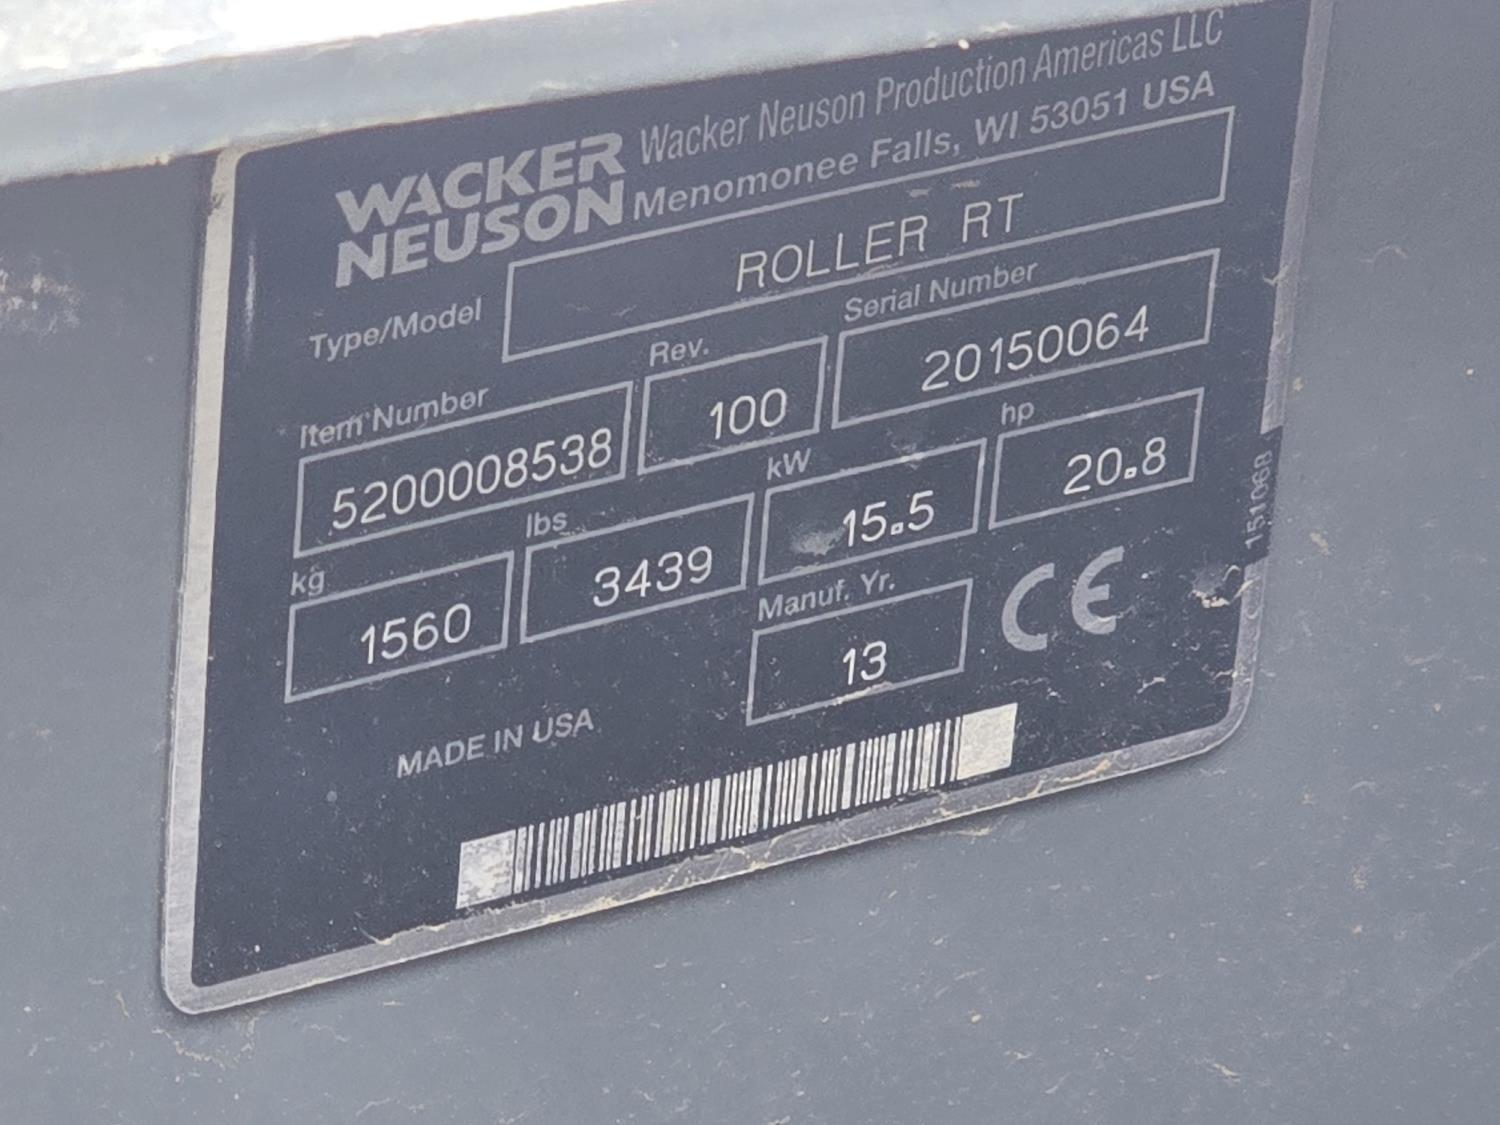 WACKER
NEUSON
Wacker Neuson Production Americas LLC
Menomonee Falls, WI 53051 USA
Type/Model
ROLLER RT
Item Number
5200008538
Rev.
100
Serial Number
20150064
kg
1560
lbs
3439
kW
15.5
hp
20.8
Manuf. Yr.
13
CE
MADE IN USA
151068